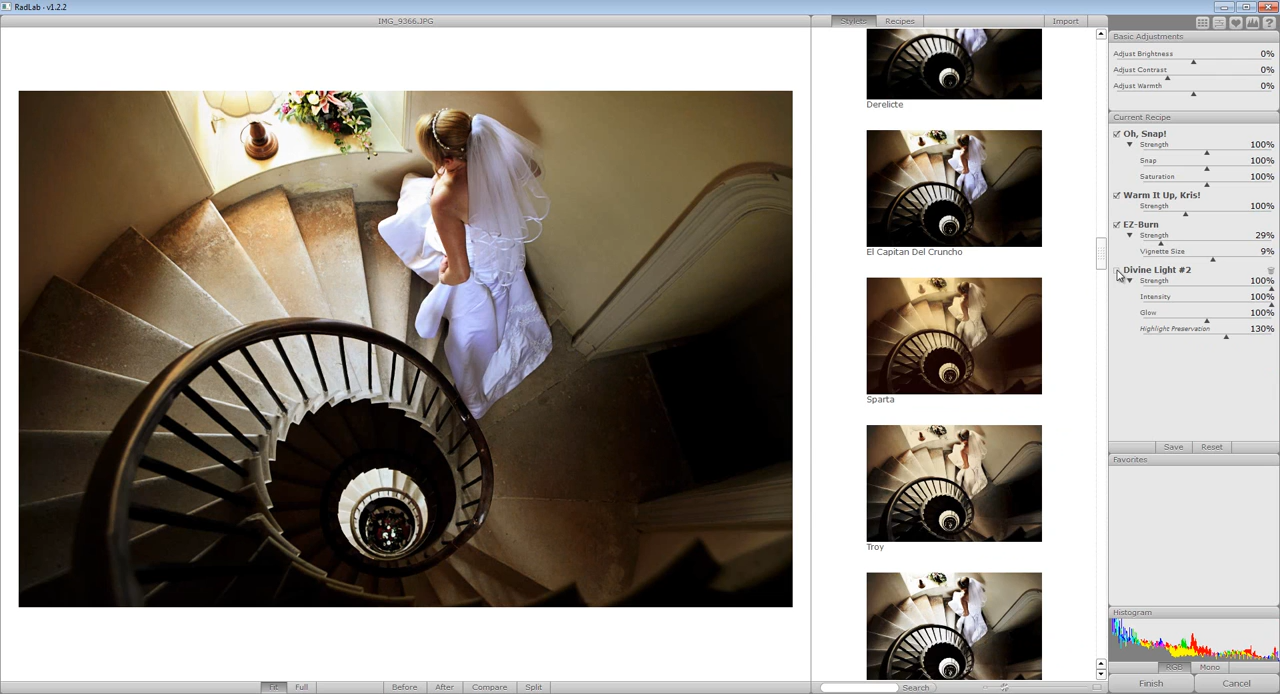 RadLab - v1.2.2
IMG_9366.JPG
Stylets
Recipes
Import
Derelicte
El Capitan Del Cruncho
Sparta
Troy
Basic Adjustments
Adjust Brightness 0%
Adjust Contrast 0%
Adjust Warmth 0%
Current Recipe
Oh, Snap!
Strength 100%
Snap 100%
Saturation 100%
Warm It Up, Kris!
Strength 100%
EZ-Burn
Strength 29%
Vignette Size 9%
Divine Light #2
Strength 100%
Intensity 100%
Glow 100%
Highlight Preservation 130%
Save Reset
Favorites
Histogram
RGB Mono
Fit Full Before After Compare Split
Search
Finish Cancel